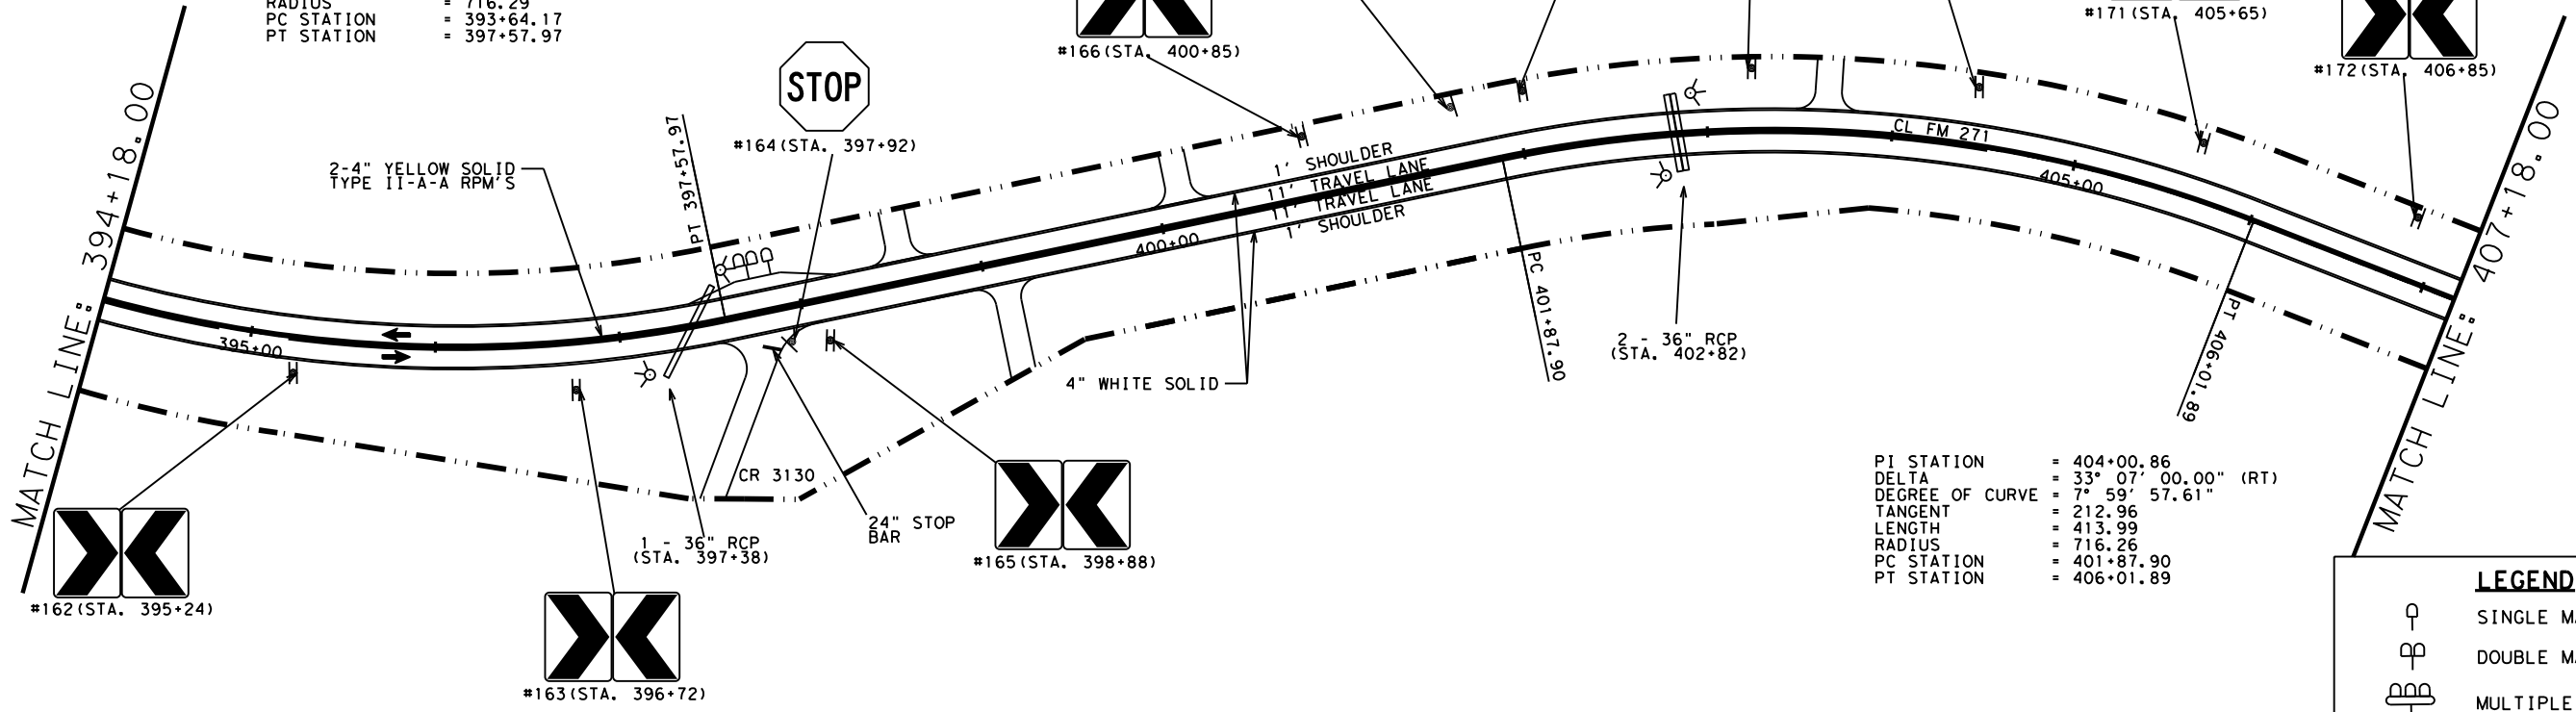 RADIUS = 716.29
PC STATION = 393+64.17
PT STATION = 397+57.97
#166(STA. 400+85)
#171(STA. 405+65)
#172(STA. 406+85)
STOP
#164(STA. 397+92)
2-4" YELLOW SOLID
TYPE II-A-A RPM'S
PT 397+57.97
MATCH LINE: 394+18.00
1' SHOULDER
11' TRAVEL LANE
11' TRAVEL LANE
1' SHOULDER
CL FM 271
395+00
400+00
405+00
PC 401+87.90
PT 406+01.89
MATCH LINE: 407+18.00
2 - 36" RCP
(STA. 402+82)
4" WHITE SOLID
CR 3130
24" STOP
BAR
1 - 36" RCP
(STA. 397+38)
#165(STA. 398+88)
#162(STA. 395+24)
#163(STA. 396+72)
PI STATION = 404+00.86
DELTA = 33° 07' 00.00" (RT)
DEGREE OF CURVE = 7° 59' 57.61"
TANGENT = 212.96
LENGTH = 413.99
RADIUS = 716.26
PC STATION = 401+87.90
PT STATION = 406+01.89
LEGEND
SINGLE
DOUBLE
MULTIPLE